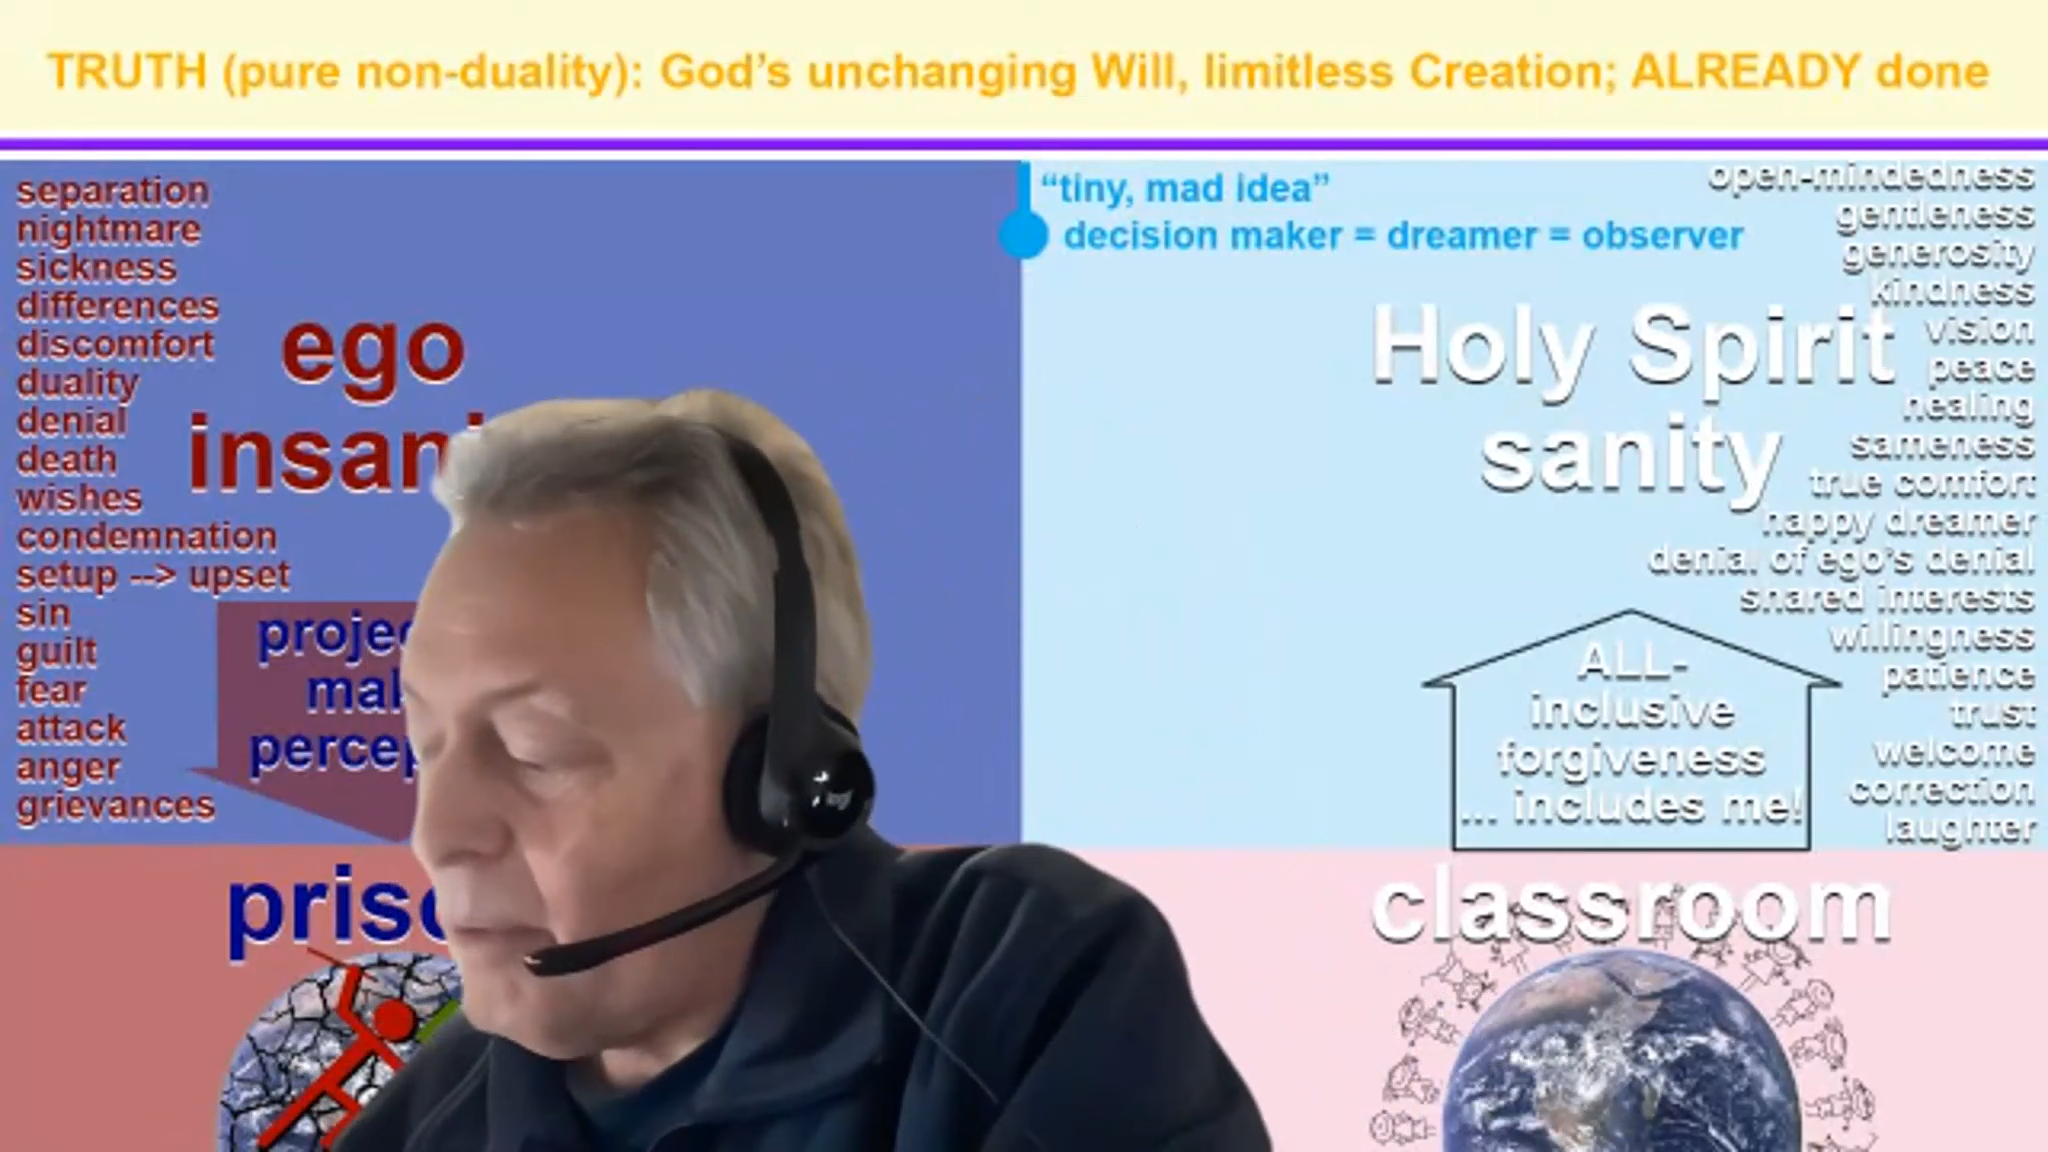 TRUTH (pure non-duality): God's unchanging Will, limitless Creation; ALREADY done
separation
nightmare
sickness
differences
discomfort
duality
denial
death
wishes
condemnation
setup --> upset
sin
guilt
fear
attack
anger
grievances
ego
“tiny, mad idea”
decision maker = dreamer = observer
Holy Spirit
sanity
open-mindedness
gentleness
generosity
kindness
vision
peace
healing
sameness
true comfort
happy dreamer
denial of ego's denial
shared interests
willingness
patience
trust
welcome
correction
laughter
ALL-
inclusive
forgiveness
... includes me!
classroom
logi